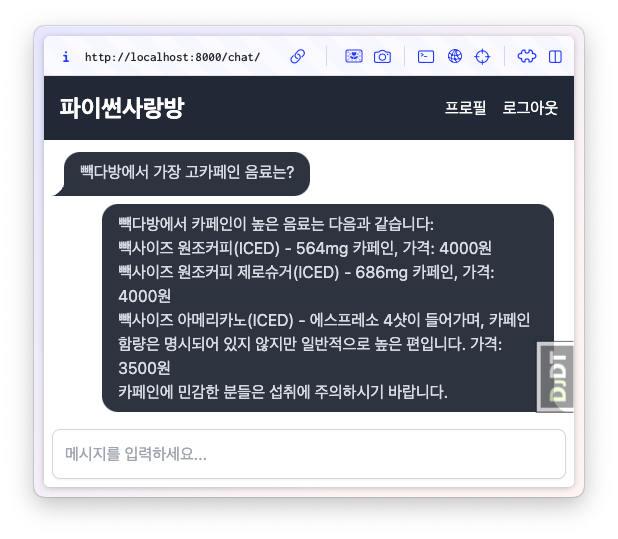 http://localhost:8000/chat/
파이썬사랑방
프로필 로그아웃
빽다방에서 가장 고카페인 음료는?
빽다방에서 카페인이 높은 음료는 다음과 같습니다:
빽사이즈 원조커피(ICED) - 564mg 카페인, 가격: 4000원
빽사이즈 원조커피 제로슈거(ICED) - 686mg 카페인, 가격:
4000원
빽사이즈 아메리카노(ICED) - 에스프레소 4샷이 들어가며, 카페인
함량은 명시되어 있지 않지만 일반적으로 높은 편입니다. 가격:
3500원
카페인에 민감한 분들은 섭취에 주의하시기 바랍니다.
DJDT
메시지를 입력하세요...